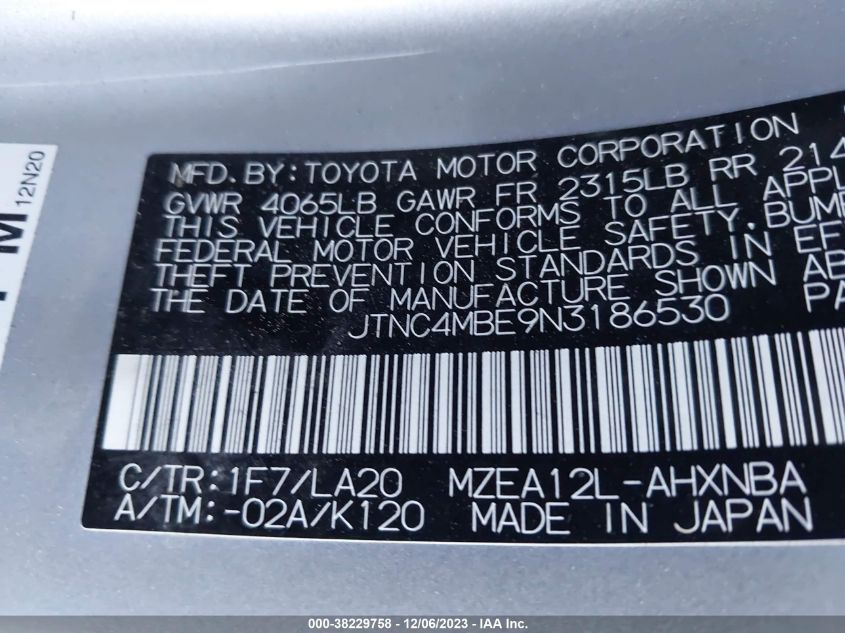 12N20
MFD.BY:TOYOTA MOTOR CORPORATION
GVWR 4065LB GAWR FR 2315LB RR 214
THIS VEHICLE CONFORMS TO ALL APPL
FEDERAL MOTOR VEHICLE SAFETY,BUMP
THEFT PREVENTION STANDARDS IN EF
THE DATE OF MANUFACTURE SHOWN AB
JTNC4MBE9N3186530 PA
C/TR:1F7/LA20 MZEA12L-AHXNBA
A/TM:-02A/K120 MADE IN JAPAN
000-38229758 - 12/06/2023 - IAA Inc.